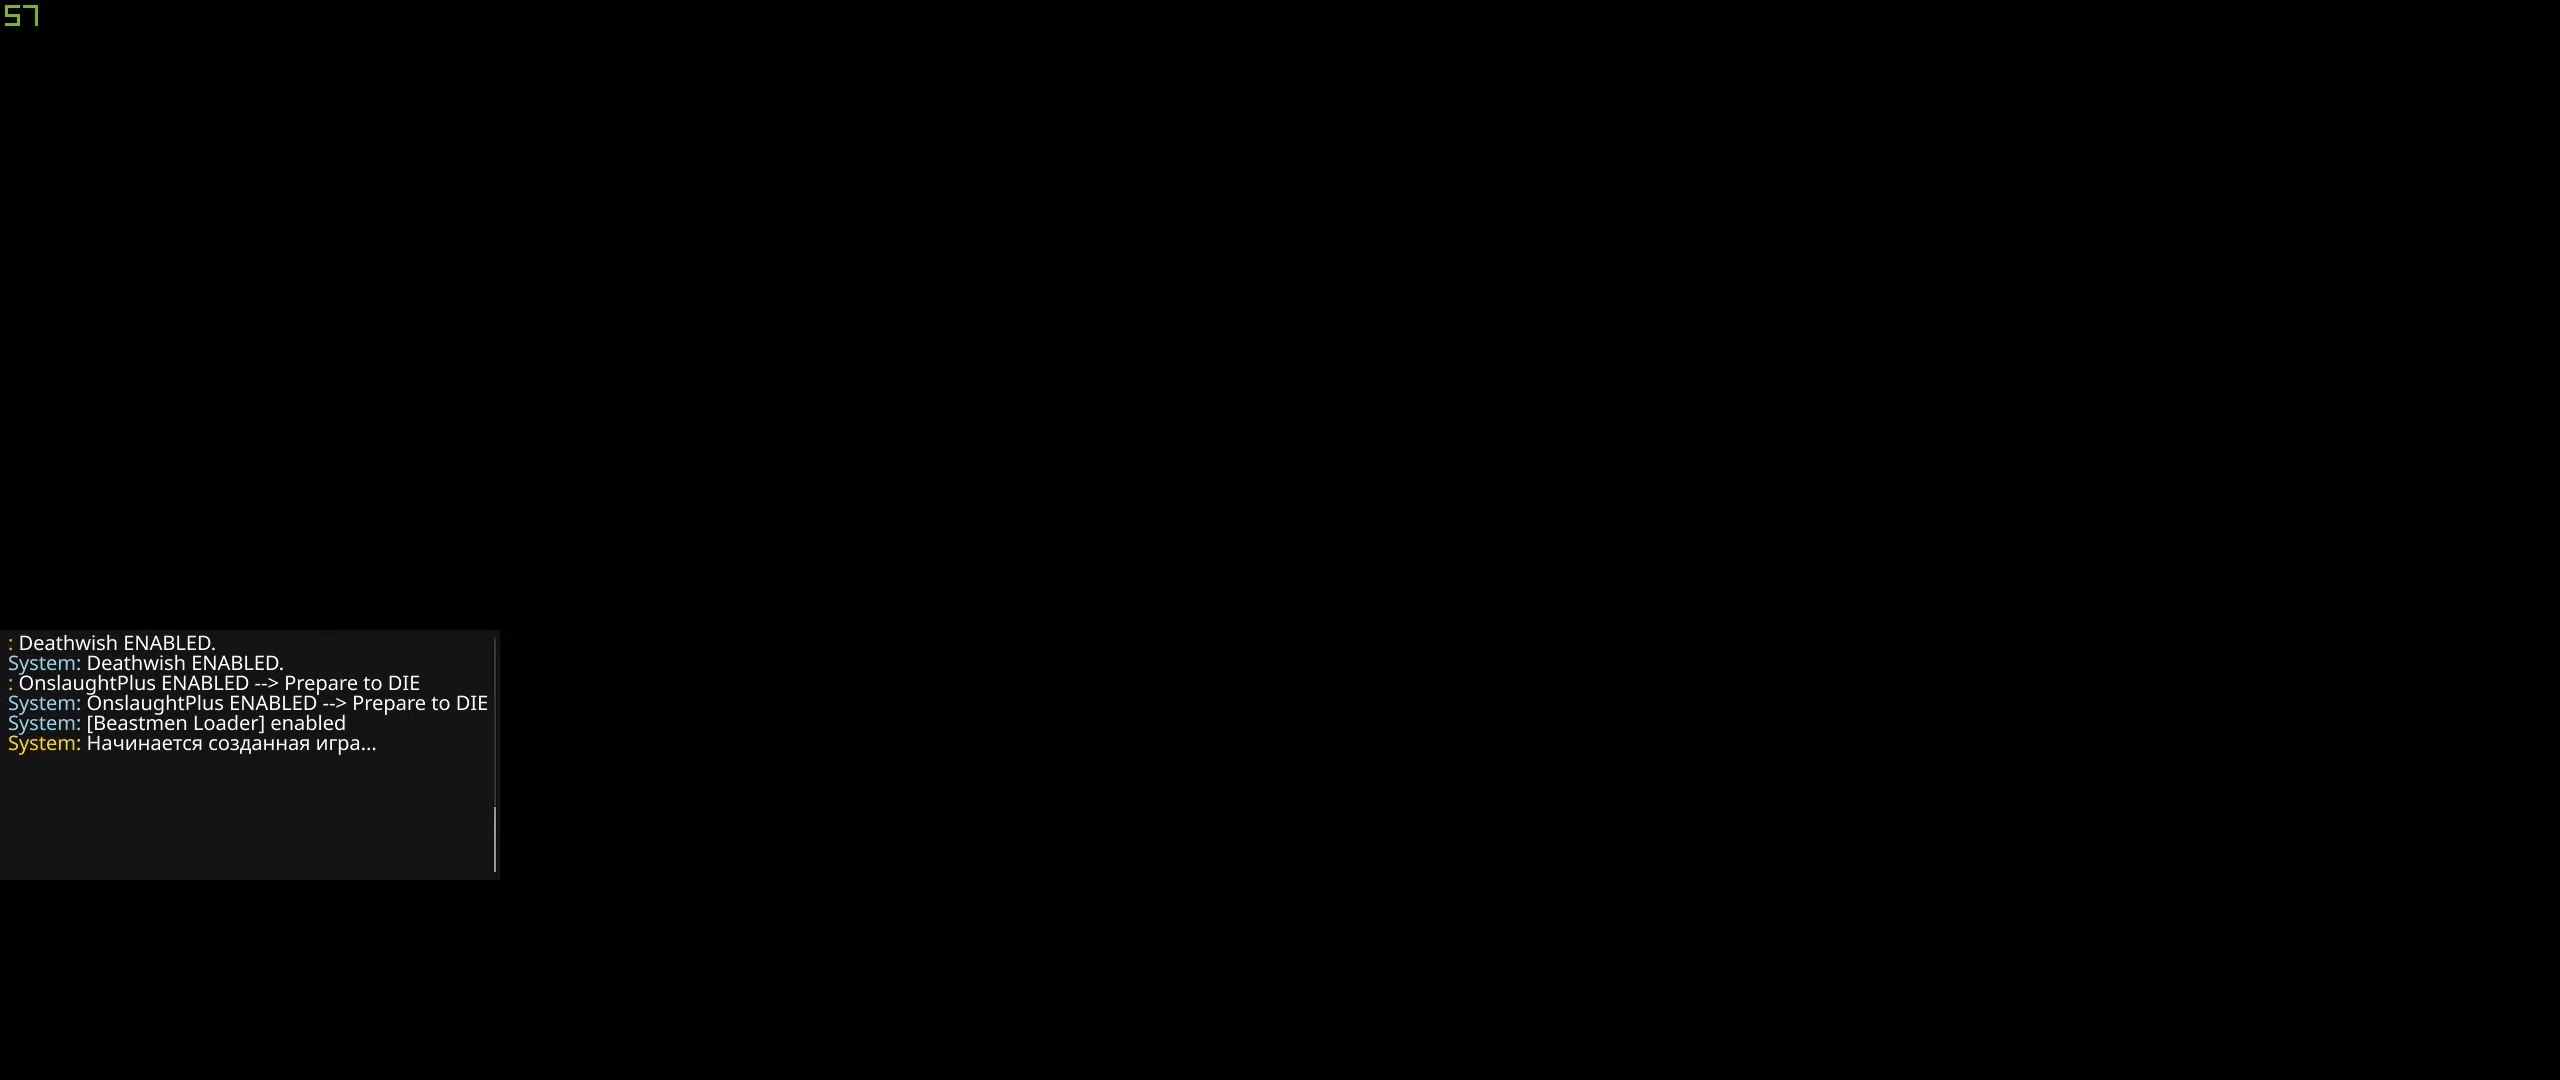 57
: Deathwish ENABLED.
System: Deathwish ENABLED.
: OnslaughtPlus ENABLED --> Prepare to DIE
System: OnslaughtPlus ENABLED --> Prepare to DIE
System: [Beastmen Loader] enabled
System: Начинается созданная игра...